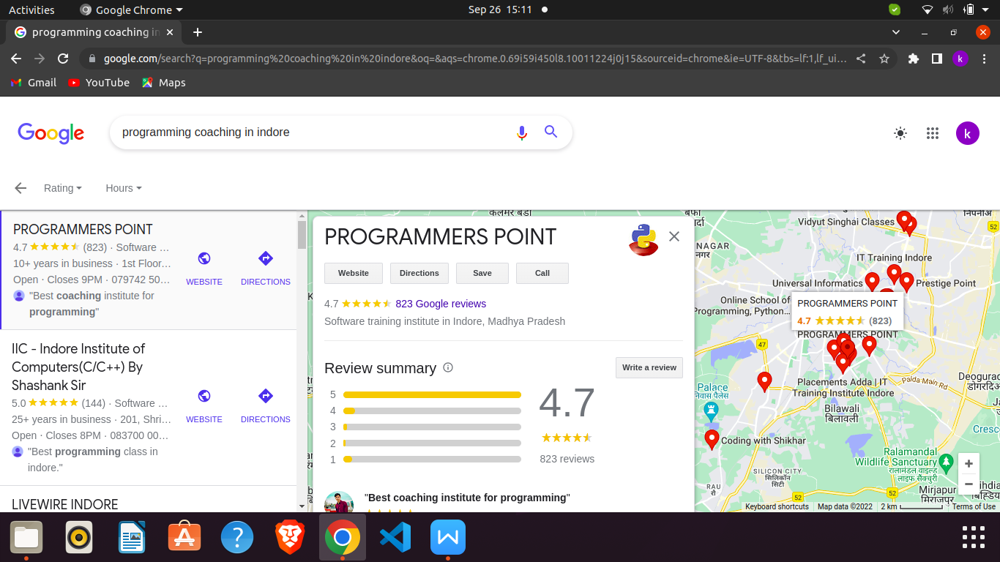 Activities
Google Chrome
Sep 26 15:11
programming coaching in
google.com/search?q=programming%20coaching%20in%20indore&oq=&aqs=chrome.0.69i59i450l8.10011224j0j15&sourceid=chrome&ie=UTF-8&tbs=lf:1,lf_ui…
k
Gmail
YouTube
Maps
Google
programming coaching in indore
k
Rating
Hours
PROGRAMMERS POINT
4.7 (823) · Software ...
10+ years in business · 1st Floor...
Open · Closes 9PM · 079742 50...
"Best coaching institute for
programming"
WEBSITE
DIRECTIONS
IIC - Indore Institute of
Computers(C/C++) By
Shashank Sir
5.0 (144) · Software ...
25+ years in business · 201, Shri...
Open · Closes 8PM · 083700 00...
"Best programming class in
indore."
WEBSITE
DIRECTIONS
LIVEWIRE INDORE
PROGRAMMERS POINT
Website
Directions
Save
Call
4.7 823 Google reviews
Software training institute in Indore, Madhya Pradesh
Review summary
Write a review
5
4
3
2
1
4.7
823 reviews
"Best coaching institute for programming"
Vidyut Singhai Classes
52
NAGAR
नगर
IT Training Indore
Universal Informatics
Prestige Point
Online School of
Programming, Python...
PROGRAMMERS POINT
4.7 (823)
PROGRAMMERS POINT
47
Placements Adda | IT
Training Institute Indore
Palda Main Rd
Palace
Bilawali
बिलावली
Coding with Shikhar
Ralamandal
Wildlife Sanctuary
SILICON CITY
सिलिकॉन
सिटी
RAU
राऊ
52
52
Mirjapur
मिराजपुर
Keyboard shortcuts
Map data ©2022
2 km
Terms of Use